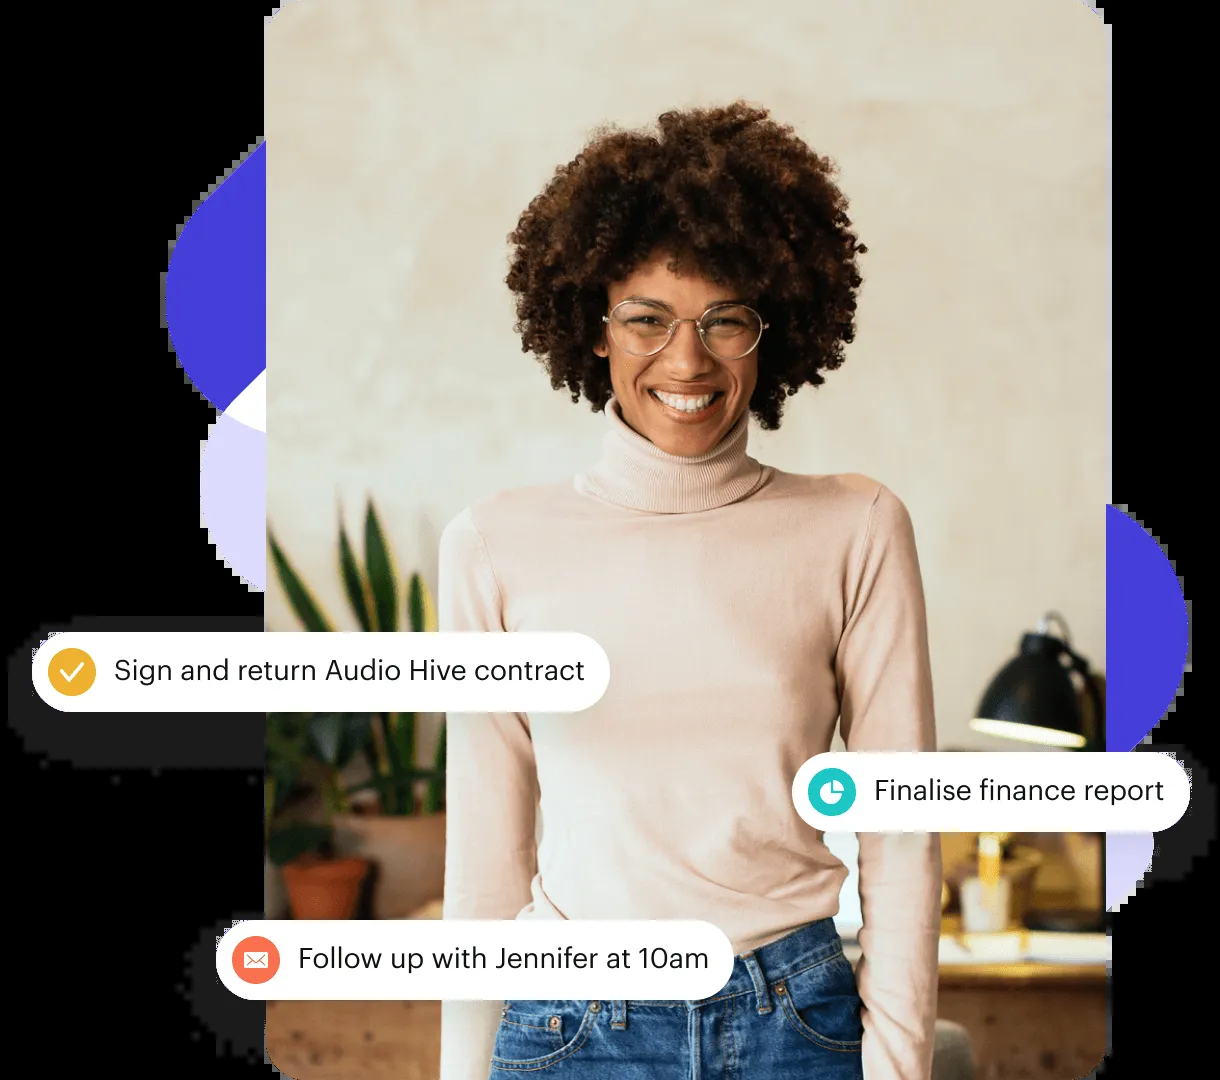 Sign and return Audio Hive contract
Finalise finance report
Follow up with Jennifer at 10am